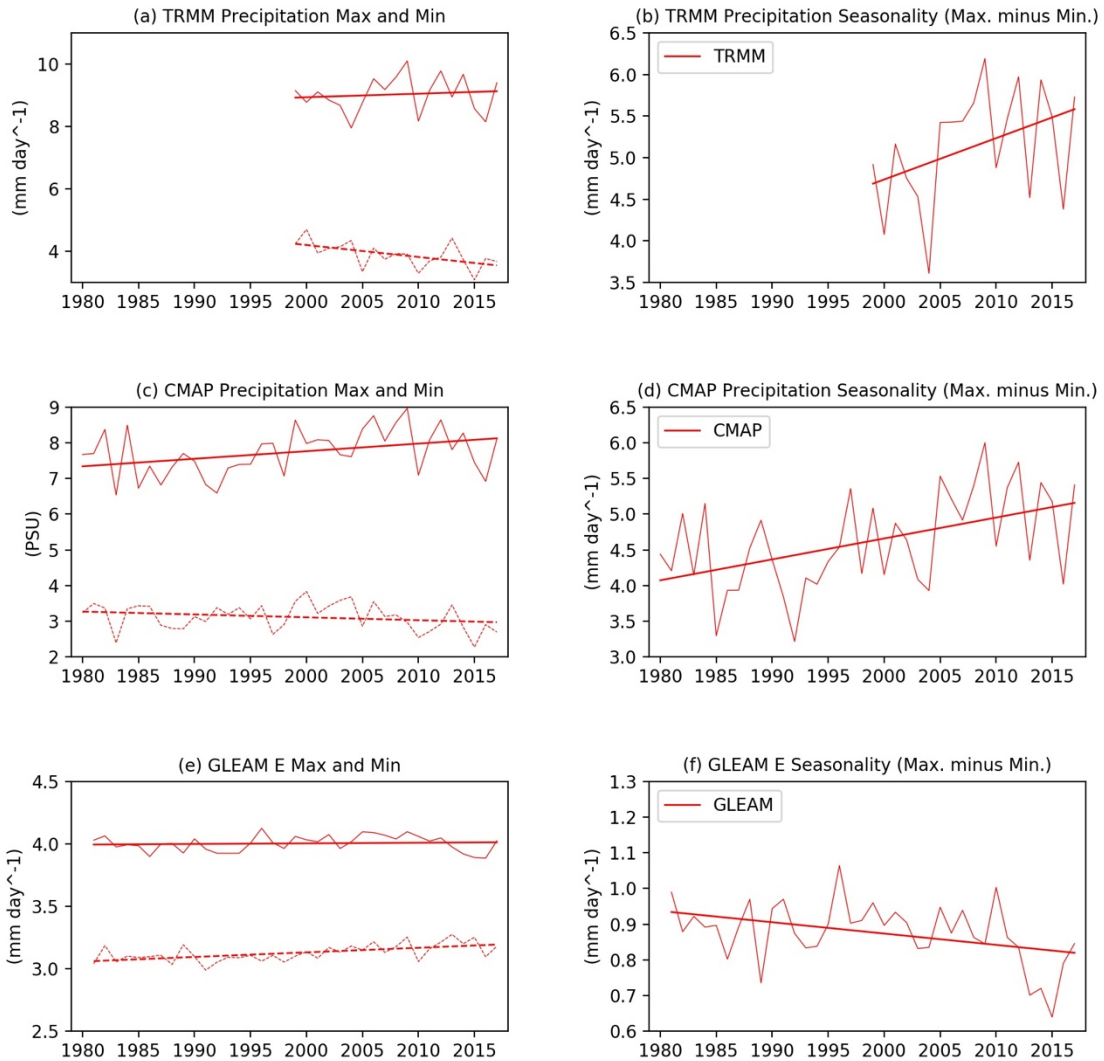 (a) TRMM Precipitation Max and Min
(mm day^-1)
10
8
6
4
1980 1985 1990 1995 2000 2005 2010 2015
(b) TRMM Precipitation Seasonality (Max. minus Min.)
TRMM
(mm day^-1)
6.5
6.0
5.5
5.0
4.5
4.0
3.5
1980 1985 1990 1995 2000 2005 2010 2015
(c) CMAP Precipitation Max and Min
(PSU)
9
8
7
6
5
4
3
2
1980 1985 1990 1995 2000 2005 2010 2015
(d) CMAP Precipitation Seasonality (Max. minus Min.)
CMAP
(mm day^-1)
6.5
6.0
5.5
5.0
4.5
4.0
3.5
3.0
1980 1985 1990 1995 2000 2005 2010 2015
(e) GLEAM E Max and Min
(mm day^-1)
4.5
4.0
3.5
3.0
2.5
1980 1985 1990 1995 2000 2005 2010 2015
(f) GLEAM E Seasonality (Max. minus Min.)
GLEAM
(mm day^-1)
1.3
1.2
1.1
1.0
0.9
0.8
0.7
0.6
1980 1985 1990 1995 2000 2005 2010 2015